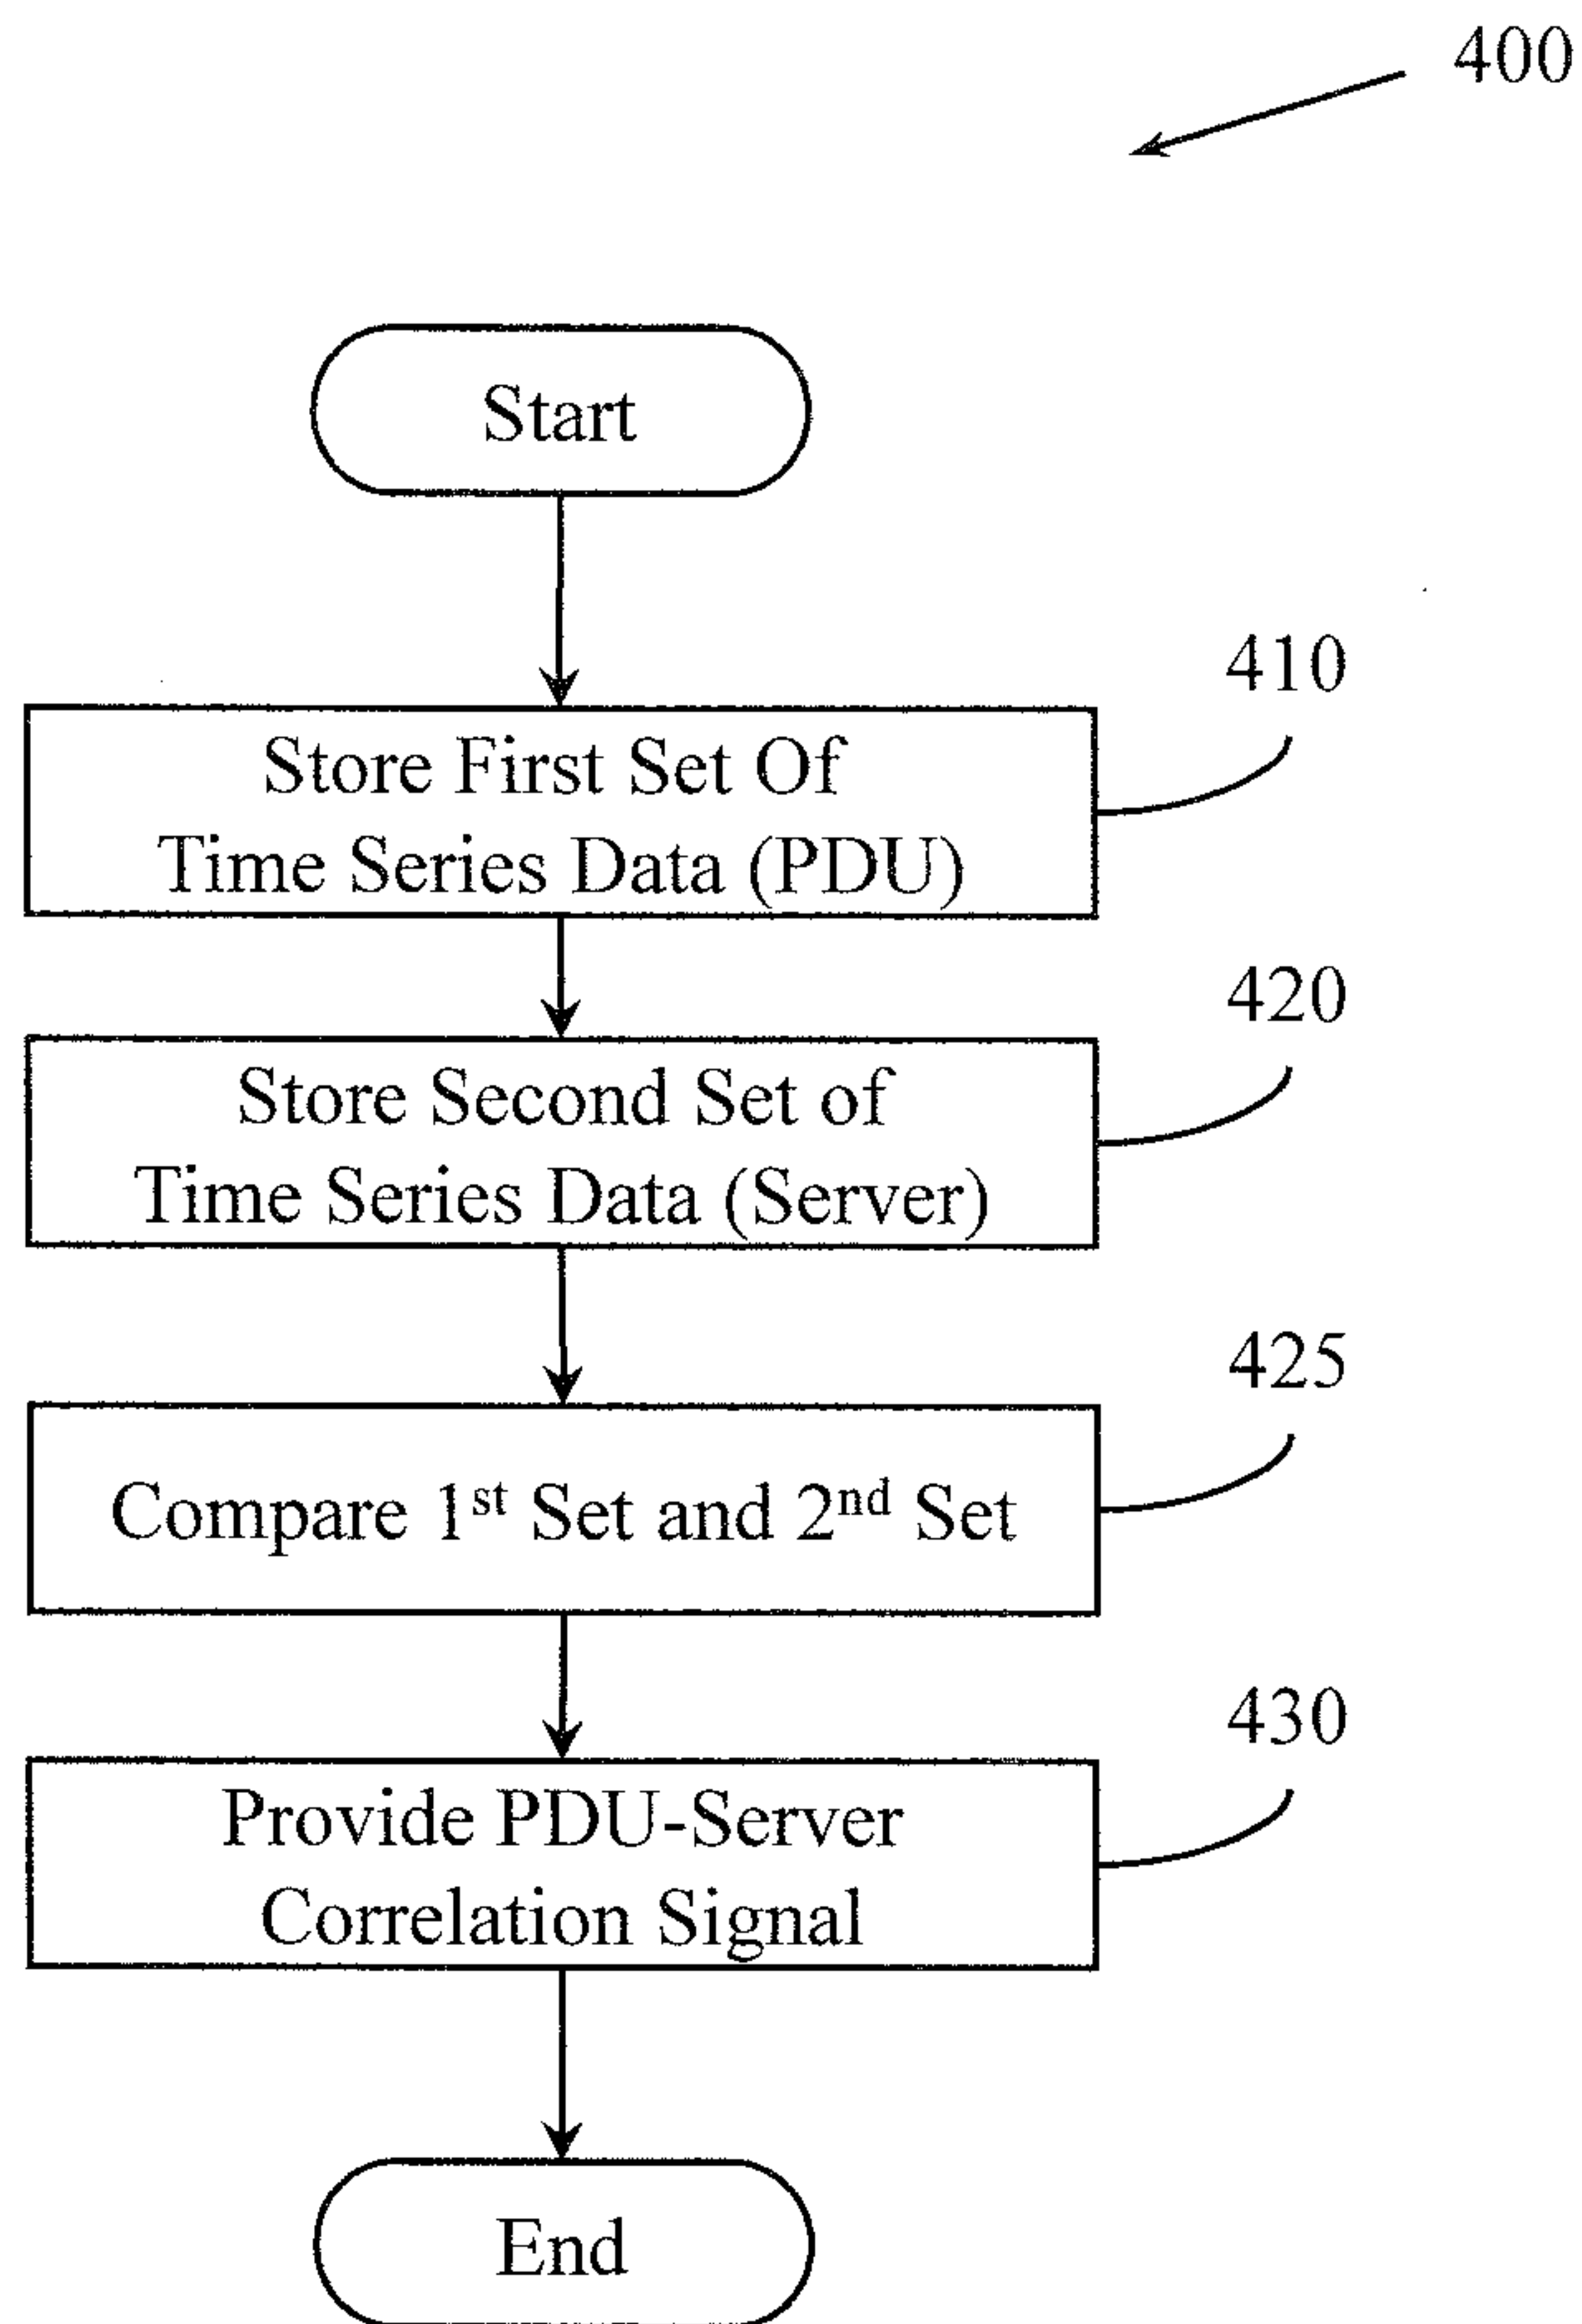 400
Start
410
Store First Set Of
Time Series Data (PDU)
420
Store Second Set of
Time Series Data (Server)
425
Compare 1st Set and 2nd Set
430
Provide PDU-Server
Correlation Signal
End